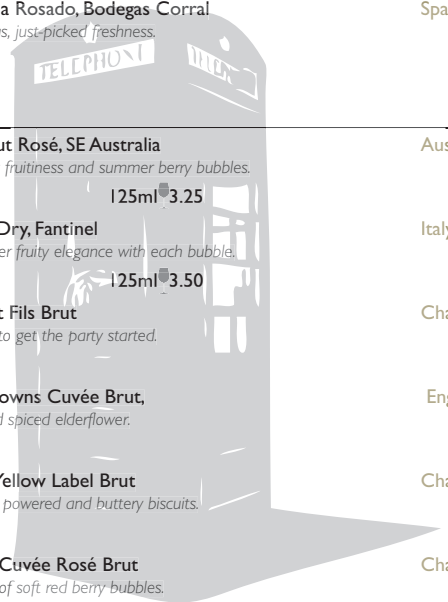 a Rosado, Bodegas Corral Spa
s, just-picked freshness.
TELEPHONT
ut Rosé, SE Australia Aus
fruitiness and summer berry bubbles.
125ml 3.25
Dry, Fantinel Italy
er fruity elegance with each bubble.
125ml 3.50
t Fils Brut Cha
to get the party started.
owns Cuvée Brut, Eng
d spiced elderflower.
Yellow Label Brut Cha
powered and buttery biscuits.
Cuvée Rosé Brut Cha
of soft red berry bubbles.